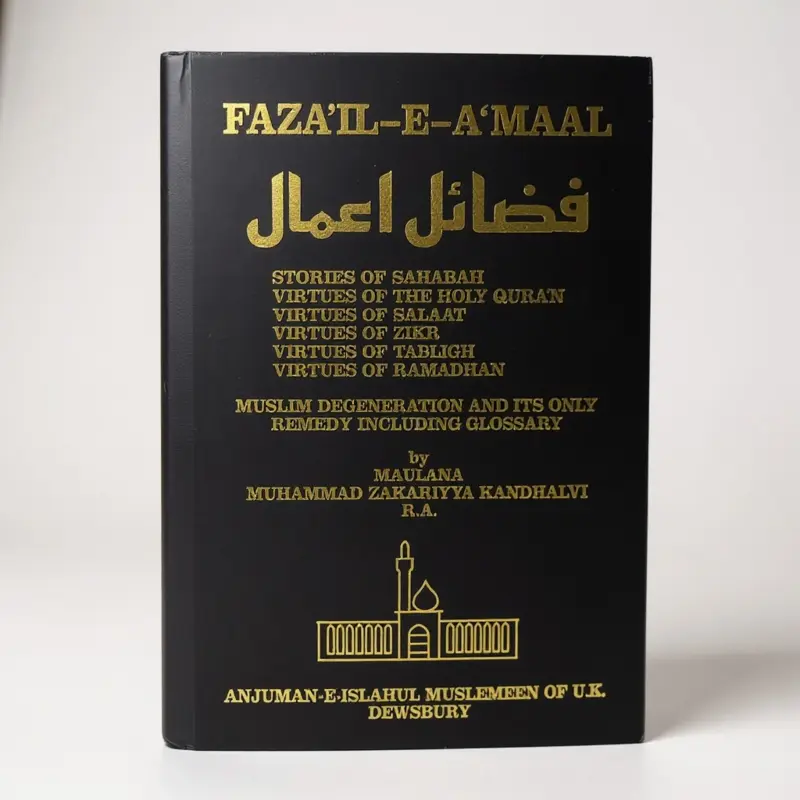 FAZA'IL-E-A‘MAAL
فضائل اعمال
STORIES OF SAHABAH
VIRTUES OF THE HOLY QURA'N
VIRTUES OF SALAAT
VIRTUES OF ZIKR
VIRTUES OF TABLIGH
VIRTUES OF RAMADHAN
MUSLIM DEGENERATION AND ITS ONLY
REMEDY INCLUDING GLOSSARY
by
MAULANA
MUHAMMAD ZAKARIYYA KANDHALVI
R.A.
ANJUMAN-E-ISLAHUL MUSLEMEEN OF U.K.
DEWSBURY